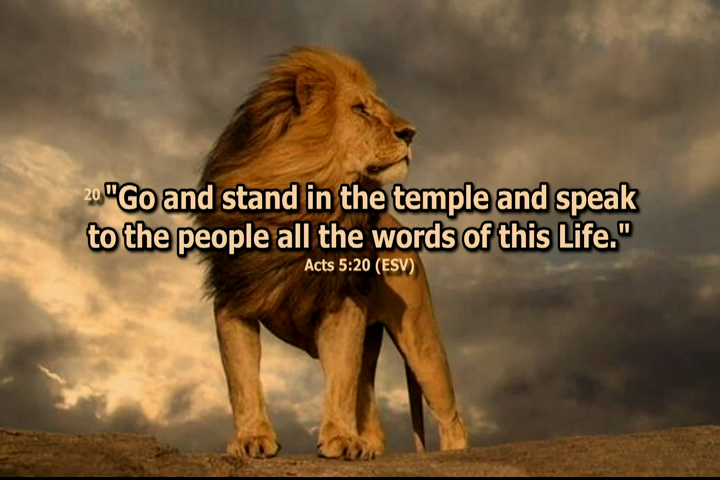 20 "Go and stand in the temple and speak
to the people all the words of this Life."
Acts 5:20 (ESV)